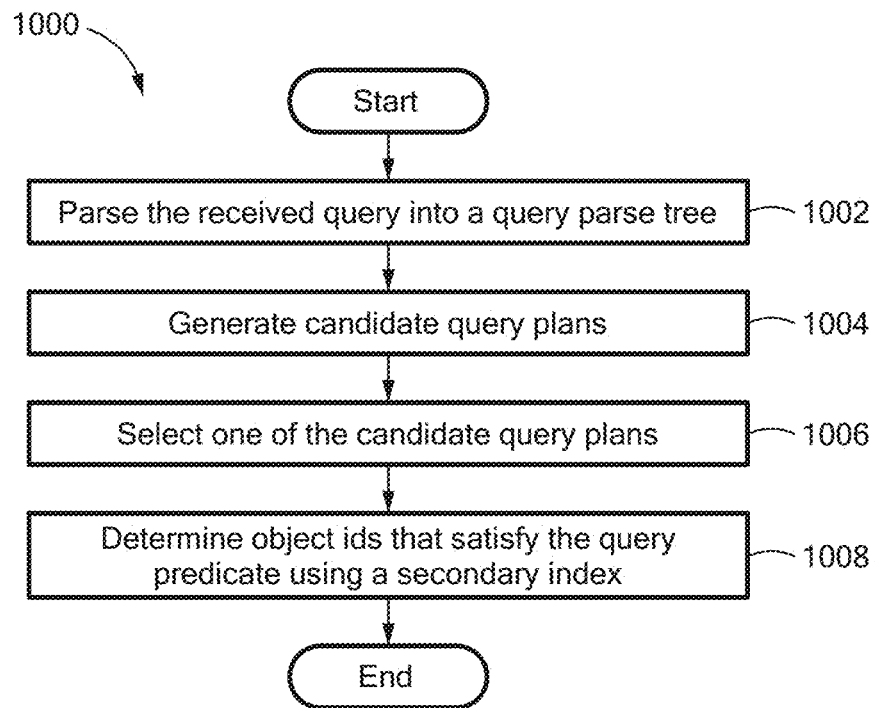 1000
Start
Parse the received query into a query parse tree
1002
Generate candidate query plans
1004
Select one of the candidate query plans
1006
Determine object ids that satisfy the query
predicate using a secondary index
1008
End